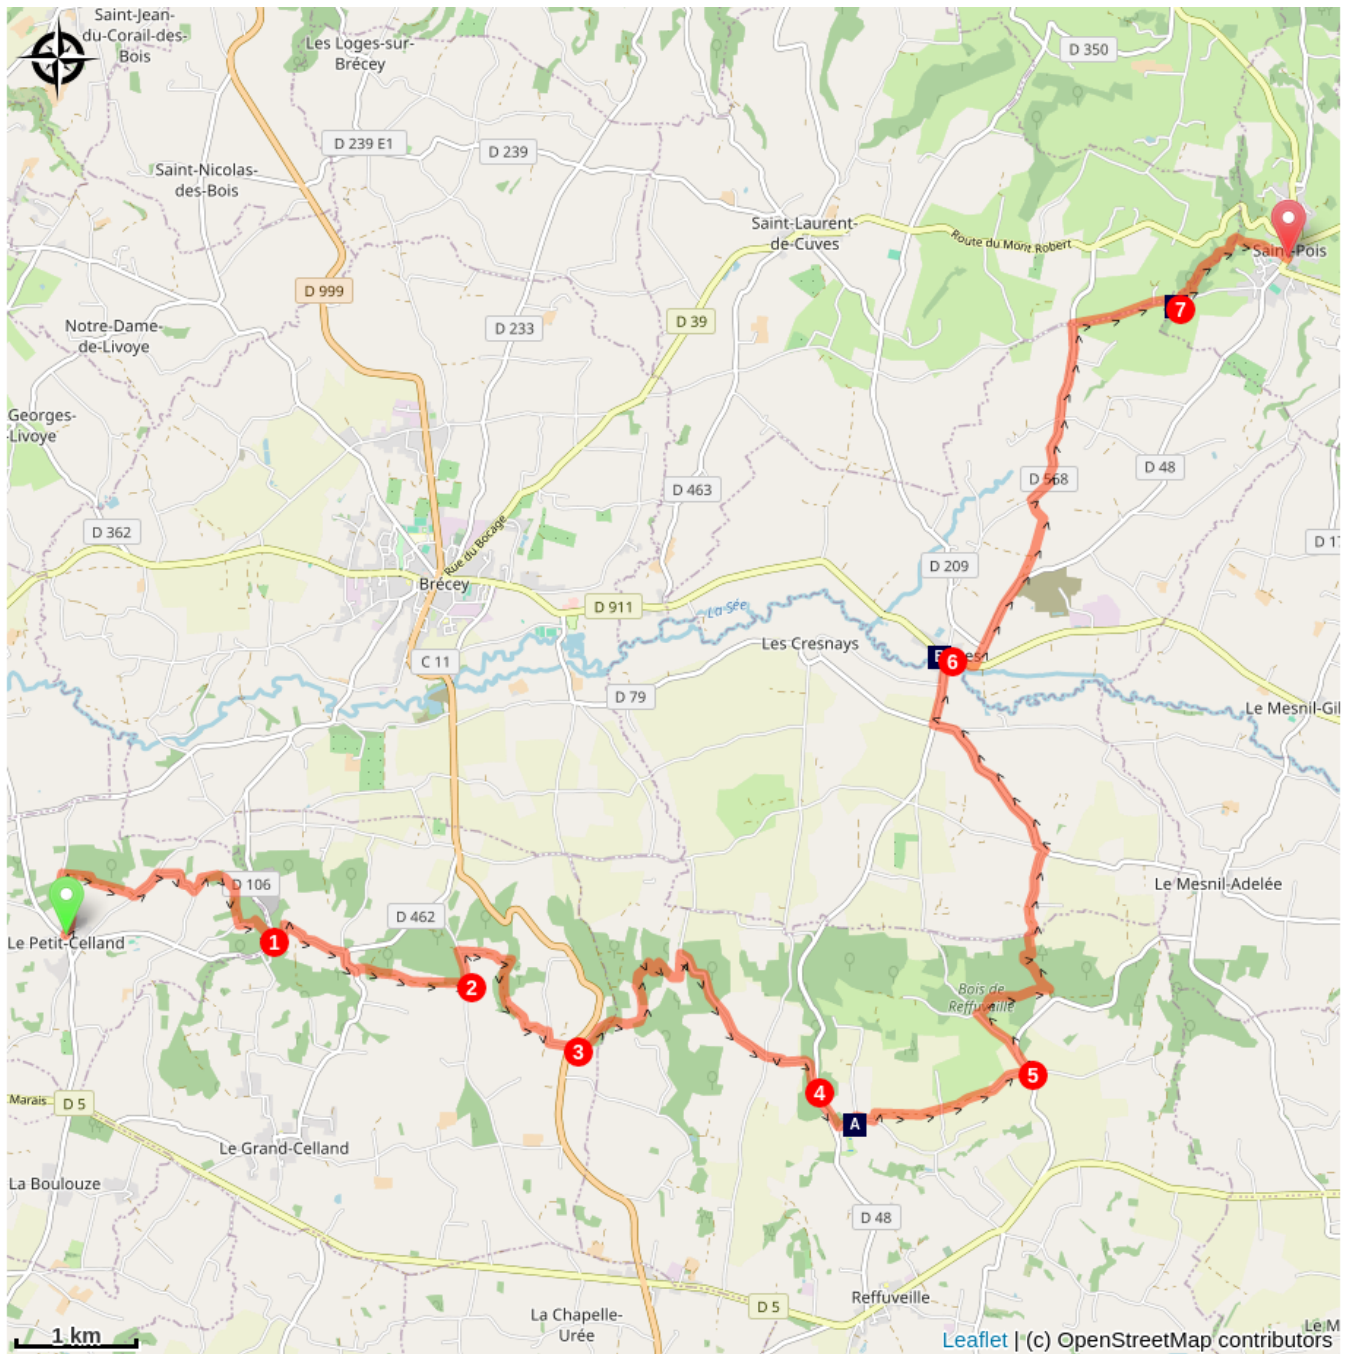 Saint-Jean-
du-Corail-des-
Bois
Les Loges-sur-
Brécey
D 350
D 239 E1
D 239
Saint-Nicolas-
des-Bois
Saint-Laurent-
de-Cuves
Route du Mont Robert
Saint-Pois
D 999
7
Notre-Dame-
de-Livoye
D 233
D 39
Georges-
-Livoye
D 48
D 568
D 463
D 362
Rue du Bocage
D 17
D 209
Brécey
D 911
La Sée
Les Cresnays
6
C 11
D 79
Le Mesnil-Gil
D 106
Le Mesnil-Adelée
D 462
Le Petit-Celland
1
2
Bois de
Reffuveille
3
5
4
Marais
D 5
A
Le Grand-Celland
La Boulouze
D 48
Reffuveille
D 5
La Chapelle-
Urée
Le M
1 km
Leaflet | (c) OpenStreetMap contributors